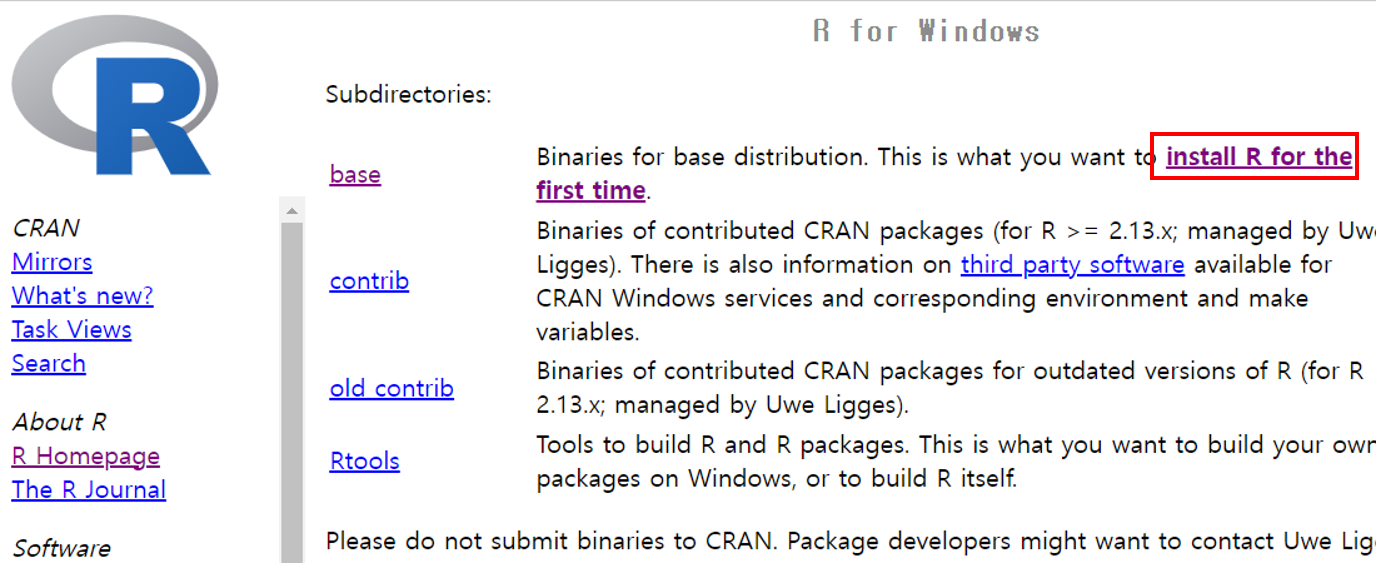 R
R for Windows
Subdirectories:
base
Binaries for base distribution. This is what you want to install R for the
first time.
contrib
Binaries of contributed CRAN packages (for R >= 2.13.x; managed by Uwe
Ligges). There is also information on third party software available for
CRAN Windows services and corresponding environment and make
variables.
old contrib
Binaries of contributed CRAN packages for outdated versions of R (for R
2.13.x; managed by Uwe Ligges).
Rtools
Tools to build R and R packages. This is what you want to build your own
packages on Windows, or to build R itself.
Please do not submit binaries to CRAN. Package developers might want to contact Uwe
CRAN
Mirrors
What's new?
Task Views
Search
About R
R Homepage
The R Journal
Software